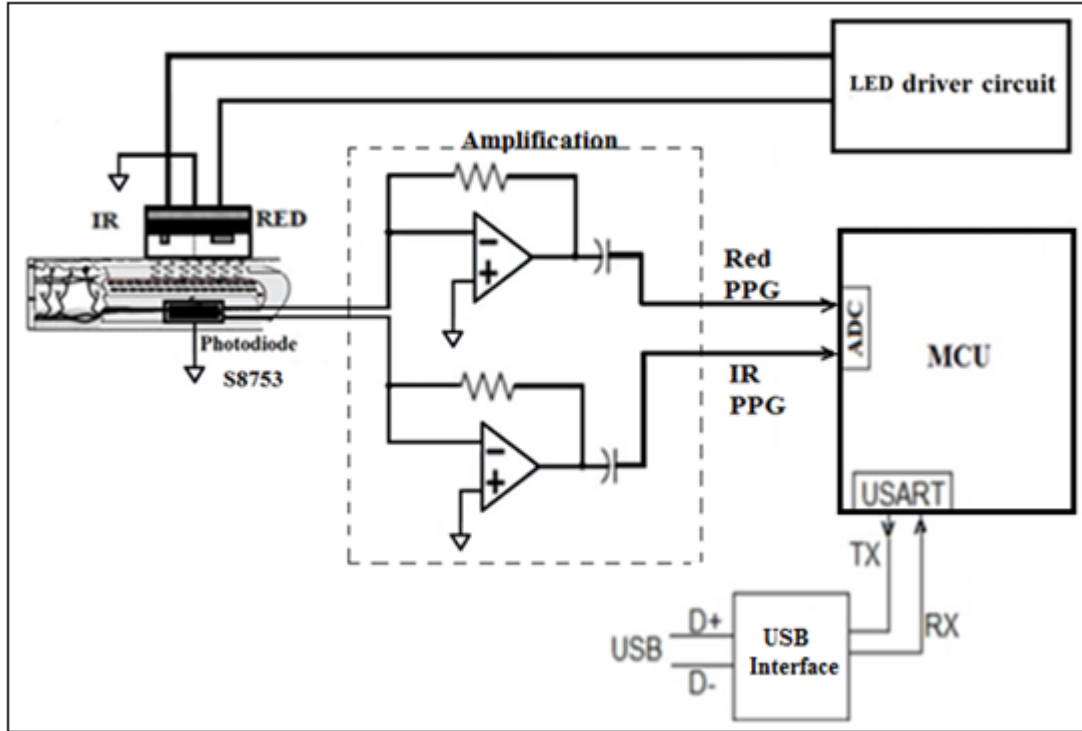 LED driver circuit
Amplification
IR
RED
Red
PPG
Photodiode
S8753
IR
PPG
ADC
MCU
USART
TX
RX
USB
D+
D-
USB
Interface